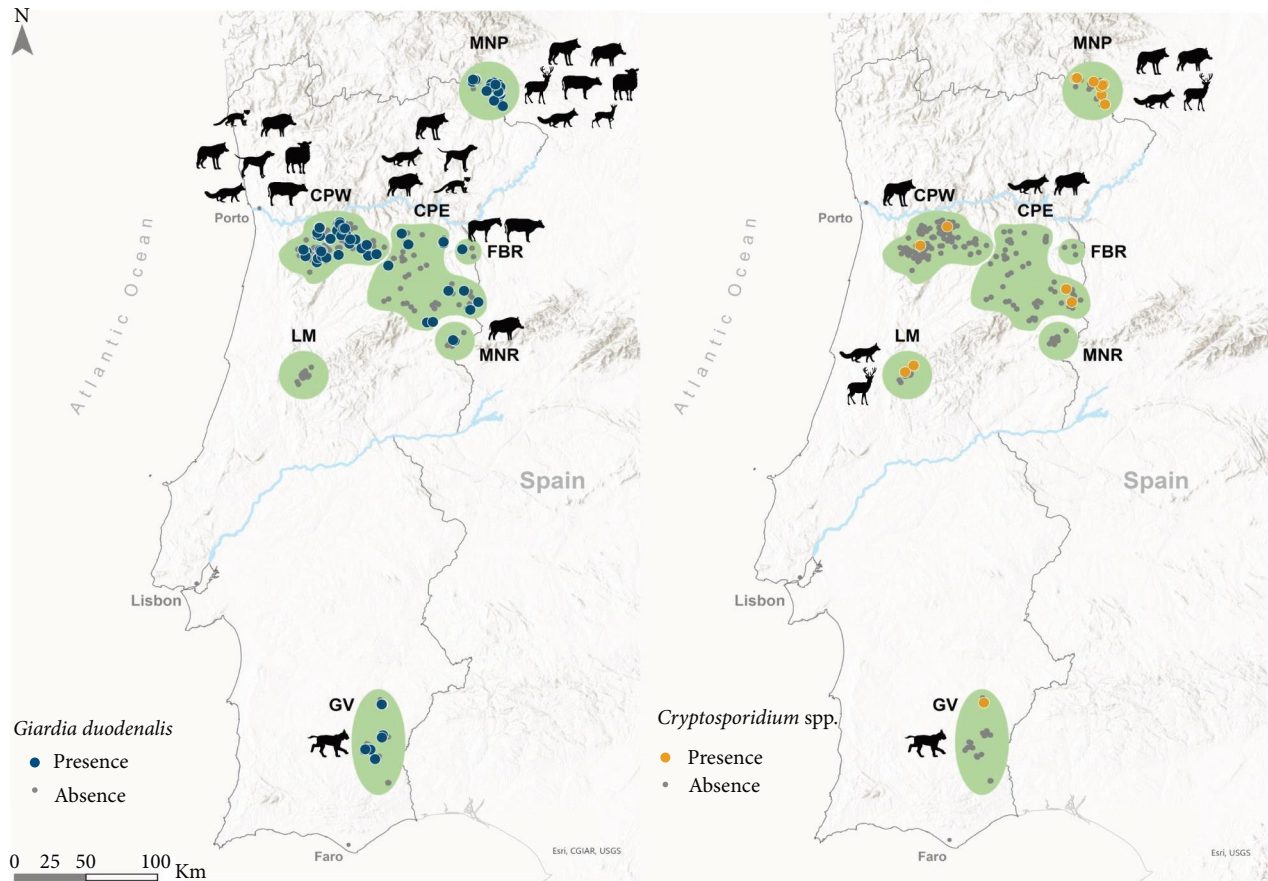 N
MNP
CPW
CPE
Porto
FBR
Atlantic Ocean
LM
MNR
Spain
Lisbon
GV
Giardia duodenalis
Presence
Absence
Faro
Esri, CGIAR, USGS
0 25 50 100 Km
MNP
CPW
CPE
Porto
FBR
Atlantic Ocean
LM
MNR
Spain
Lisbon
GV
Cryptosporidium spp.
Presence
Absence
Faro
Esri, USGS